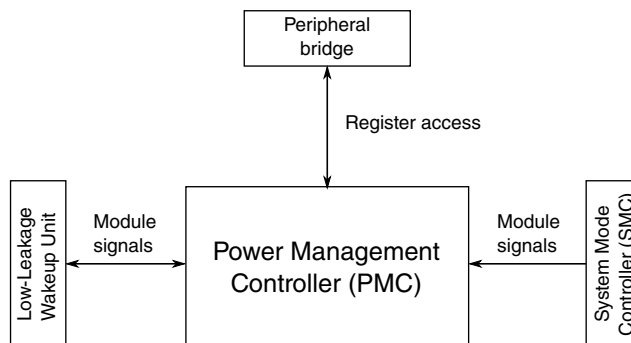 Peripheral
bridge
Register access
Low-Leakage
Wakeup Unit
Module
signals
Power Management
Controller (PMC)
Module
signals
System Mode
Controller (SMC)